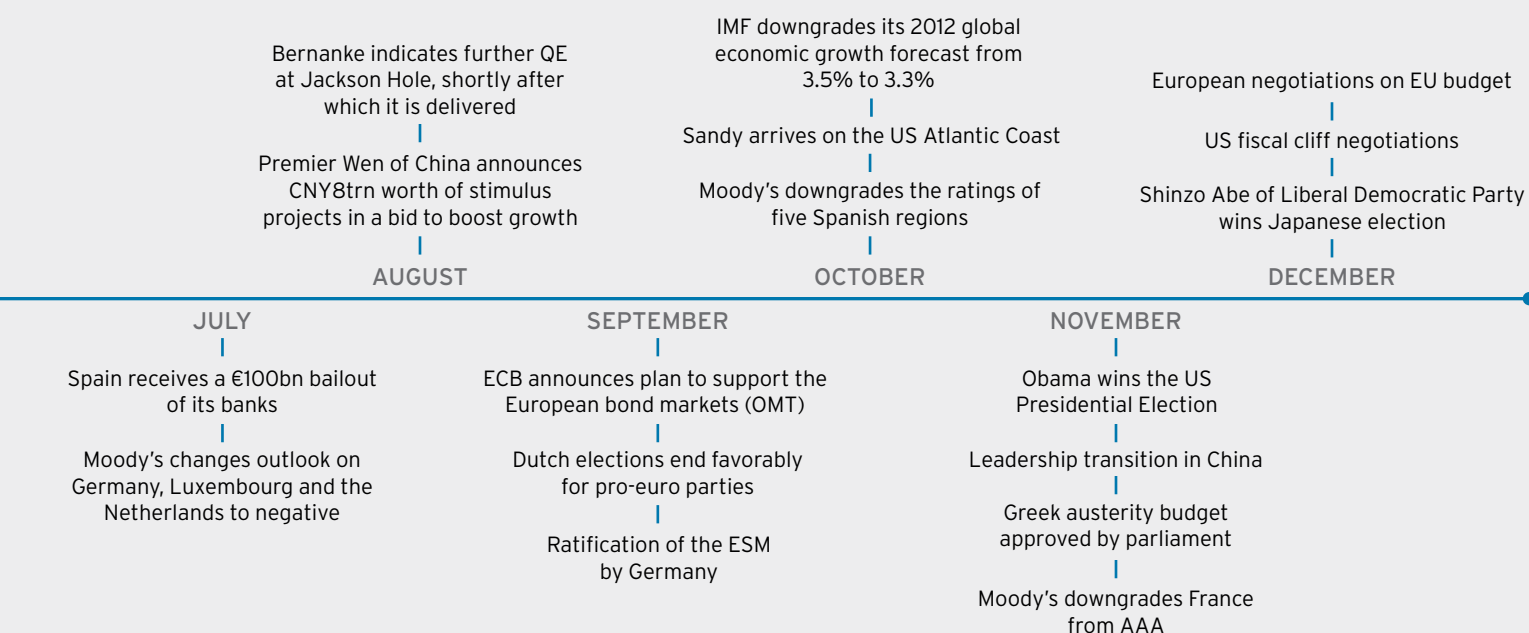 Bernanke indicates further QE
at Jackson Hole, shortly after
which it is delivered
Premier Wen of China announces
CNY8trn worth of stimulus
projects in a bid to boost growth
AUGUST
IMF downgrades its 2012 global
economic growth forecast from
3.5% to 3.3%
Sandy arrives on the US Atlantic Coast
Moody's downgrades the ratings of
five Spanish regions
OCTOBER
European negotiations on EU budget
US fiscal cliff negotiations
Shinzo Abe of Liberal Democratic Party
wins Japanese election
DECEMBER
JULY
Spain receives a €100bn bailout
of its banks
Moody's changes outlook on
Germany, Luxembourg and the
Netherlands to negative
SEPTEMBER
ECB announces plan to support the
European bond markets (OMT)
Dutch elections end favorably
for pro-euro parties
Ratification of the ESM
by Germany
NOVEMBER
Obama wins the US
Presidential Election
Leadership transition in China
Greek austerity budget
approved by parliament
Moody's downgrades France
from AAA